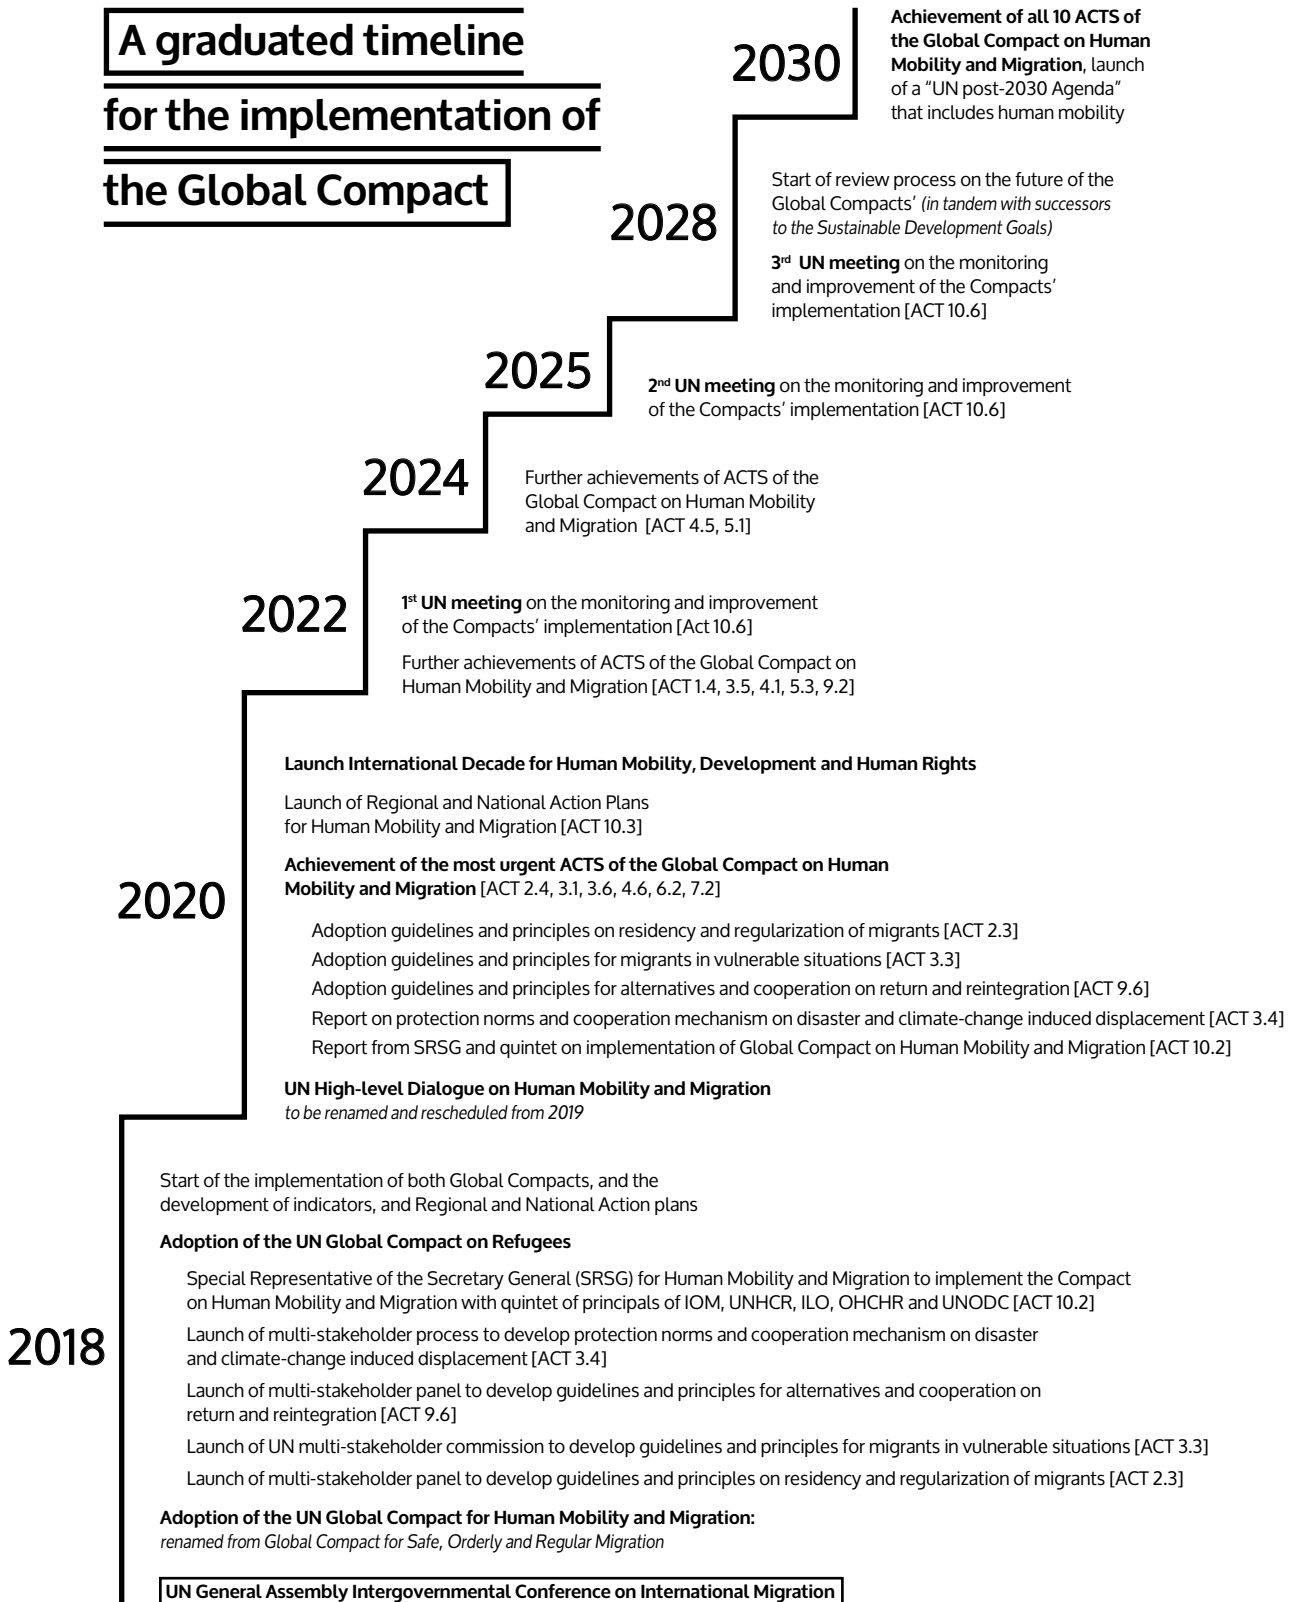 A graduated timeline
for the implementation of
the Global Compact
2030
Achievement of all 10 ACTS of
the Global Compact on Human
Mobility and Migration, launch
of a “UN post-2030 Agenda”
that includes human mobility
2028
Start of review process on the future of the
Global Compacts’ (in tandem with successors
to the Sustainable Development Goals)
3rd UN meeting on the monitoring
and improvement of the Compacts’
implementation [ACT 10.6]
2025
2nd UN meeting on the monitoring and improvement
of the Compacts’ implementation [ACT 10.6]
2024
Further achievements of ACTS of the
Global Compact on Human Mobility
and Migration [ACT 4.5, 5.1]
2022
1st UN meeting on the monitoring and improvement
of the Compacts’ implementation [Act 10.6]
Further achievements of ACTS of the Global Compact on
Human Mobility and Migration [ACT 1.4, 3.5, 4.1, 5.3, 9.2]
2020
Launch International Decade for Human Mobility, Development and Human Rights
Launch of Regional and National Action Plans
for Human Mobility and Migration [ACT 10.3]
Achievement of the most urgent ACTS of the Global Compact on Human
Mobility and Migration [ACT 2.4, 3.1, 3.6, 4.6, 6.2, 7.2]
Adoption guidelines and principles on residency and regularization of migrants [ACT 2.3]
Adoption guidelines and principles for migrants in vulnerable situations [ACT 3.3]
Adoption guidelines and principles for alternatives and cooperation on return and reintegration [ACT 9.6]
Report on protection norms and cooperation mechanism on disaster and climate-change induced displacement [ACT 3.4]
Report from SRSG and quintet on implementation of Global Compact on Human Mobility and Migration [ACT 10.2]
UN High-level Dialogue on Human Mobility and Migration
to be renamed and rescheduled from 2019
2018
Start of the implementation of both Global Compacts, and the
development of indicators, and Regional and National Action plans
Adoption of the UN Global Compact on Refugees
Special Representative of the Secretary General (SRSG) for Human Mobility and Migration to implement the Compact
on Human Mobility and Migration with quintet of principals of IOM, UNHCR, ILO, OHCHR and UNODC [ACT 10.2]
Launch of multi-stakeholder process to develop protection norms and cooperation mechanism on disaster
and climate-change induced displacement [ACT 3.4]
Launch of multi-stakeholder panel to develop guidelines and principles for alternatives and cooperation on
return and reintegration [ACT 9.6]
Launch of UN multi-stakeholder commission to develop guidelines and principles for migrants in vulnerable situations [ACT 3.3]
Launch of multi-stakeholder panel to develop guidelines and principles on residency and regularization of migrants [ACT 2.3]
Adoption of the UN Global Compact for Human Mobility and Migration:
renamed from Global Compact for Safe, Orderly and Regular Migration
UN General Assembly Intergovernmental Conference on International Migration